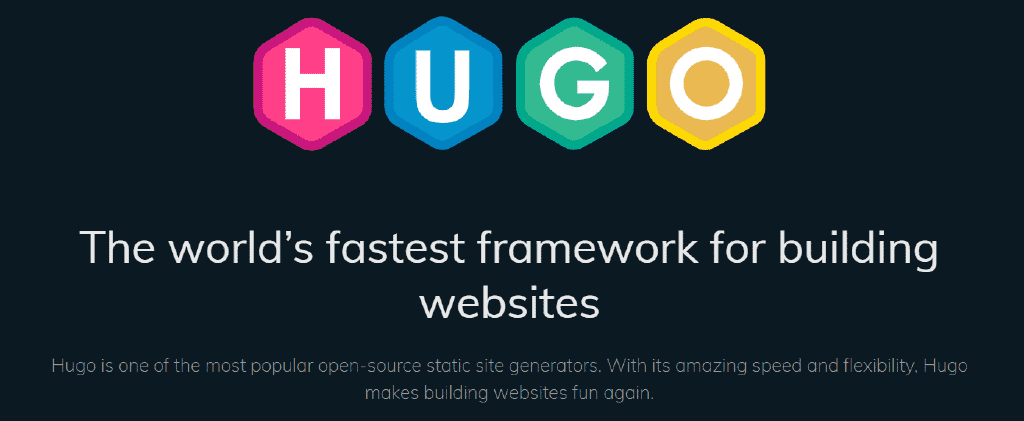 HUGO
The world’s fastest framework for building
websites
Hugo is one of the most popular open-source static site generators. With its amazing speed and flexibility, Hugo
makes building websites fun again.